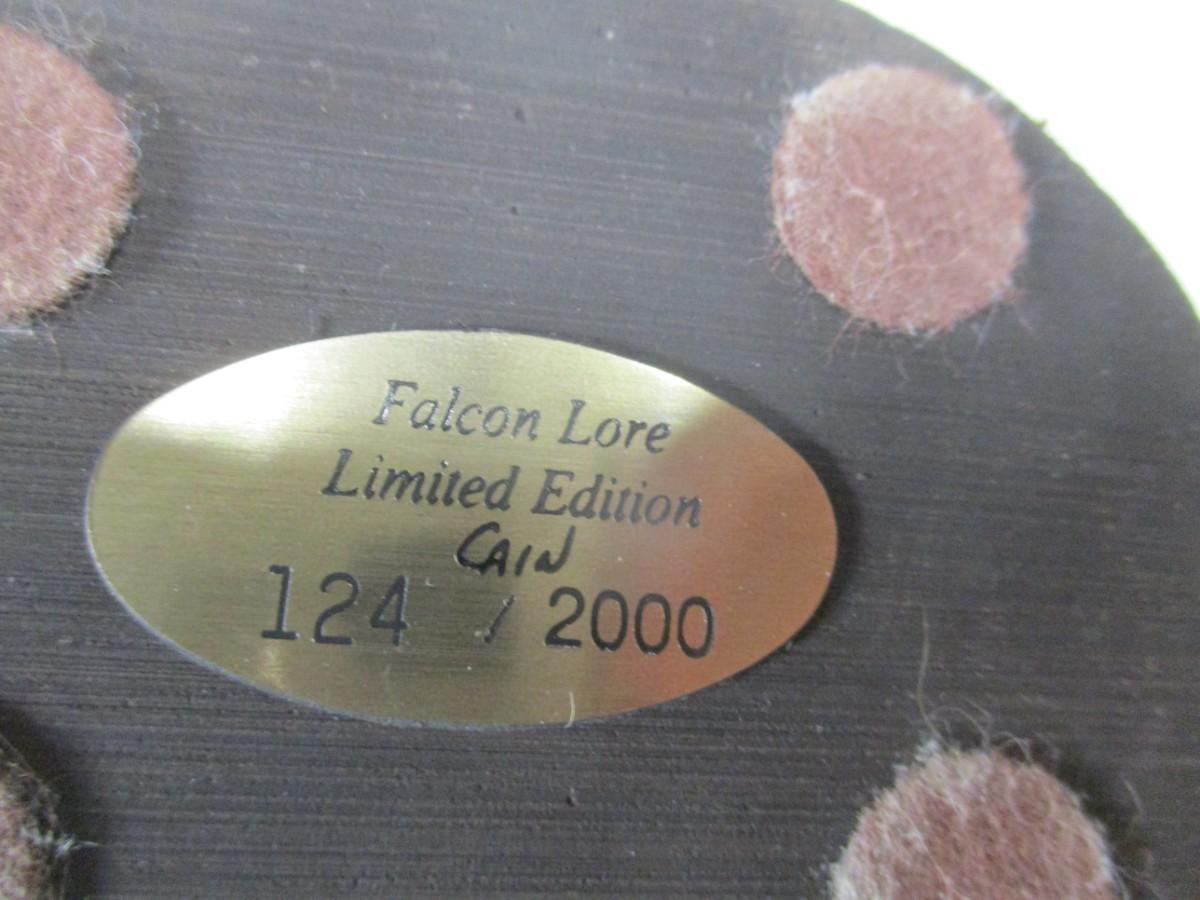 Falcon Lore
Limited Edition
CAIN
124 / 2000